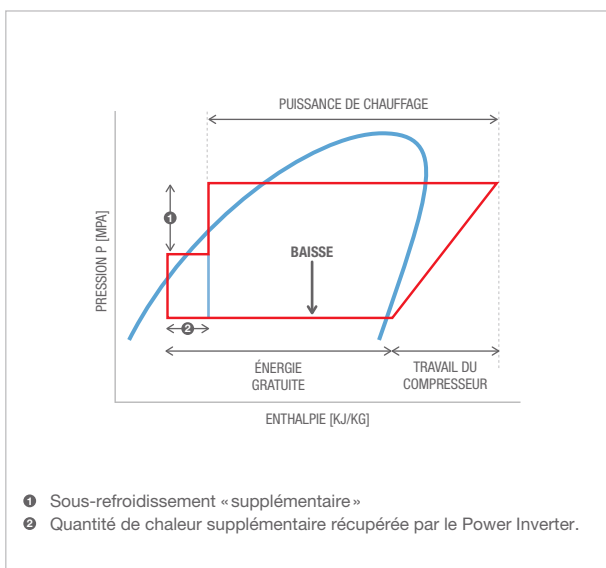 PUISSANCE DE CHAUFFAGE
❶
BAISSE
PRESSION P [MPA]
❷
ÉNERGIE
GRATUITE
TRAVAIL DU
COMPRESSEUR
ENTHALPIE [KJ/KG]
❶ Sous-refroidissement «supplémentaire»
❷ Quantité de chaleur supplémentaire récupérée par le Power Inverter.